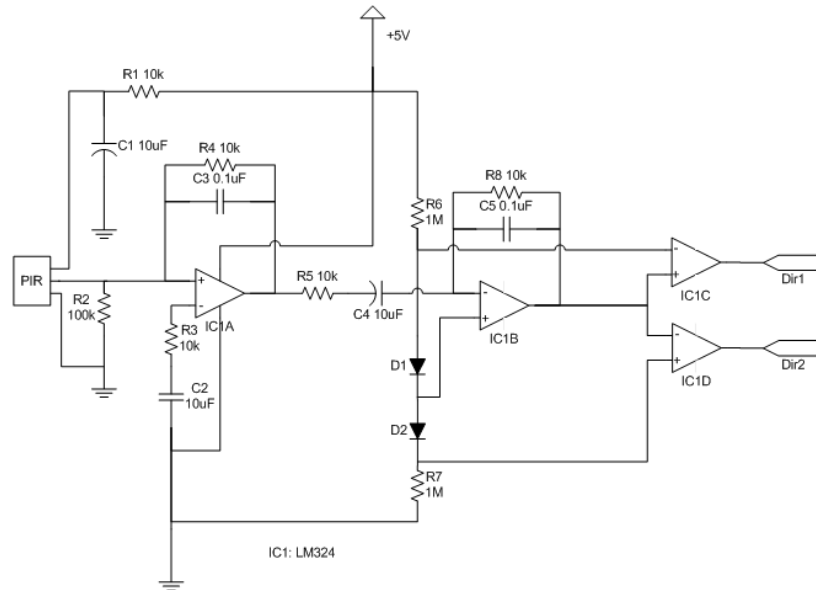 +5V
R1 10k
C1 10uF
R4 10k
C3 0.1uF
R8 10k
C5 0.1uF
R6
1M
PIR
+
-
IC1A
R2
100k
R3
10k
C2
10uF
R5 10k
C4 10uF
-
+
IC1B
-
+
IC1C
Dir1
-
+
IC1D
Dir2
D1
D2
R7
1M
IC1: LM324